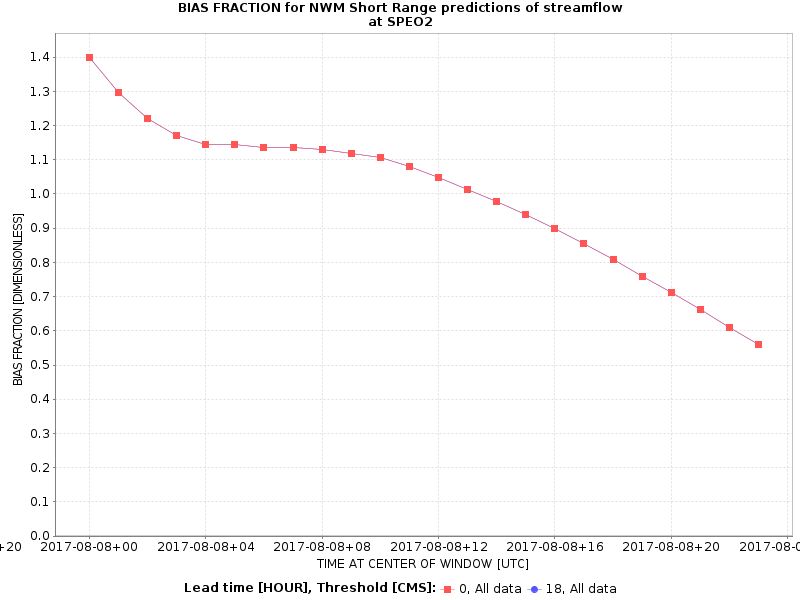 BIAS FRACTION for NWM Short Range predictions of streamflow
at SPEO2
BIAS FRACTION [DIMENSIONLESS]
1.4
1.3
1.2
1.1
1.0
0.9
0.8
0.7
0.6
0.5
0.4
0.3
0.2
0.1
0.0
+20 2017-08-08+00 2017-08-08+04 2017-08-08+08 2017-08-08+12 2017-08-08+16 2017-08-08+20 2017-08-0
TIME AT CENTER OF WINDOW [UTC]
Lead time [HOUR], Threshold [CMS]: 0, All data 18, All data